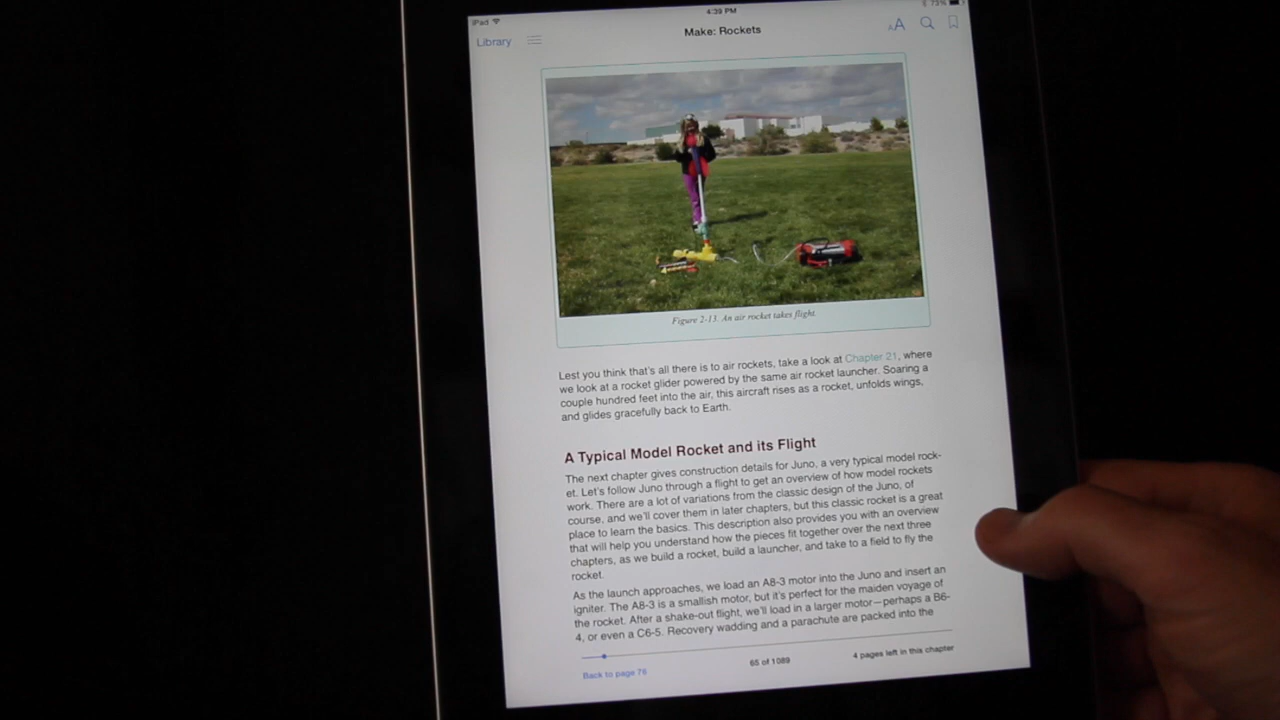 iPad 4:39 PM 73%
Library Make: Rockets AA
Figure 2-13. An air rocket takes flight.
Lest you think that's all there is to air rockets, take a look at Chapter 21, where
we look at a rocket glider powered by the same air rocket launcher. Soaring a
couple hundred feet into the air, this aircraft rises as a rocket, unfolds wings,
and glides gracefully back to Earth.
A Typical Model Rocket and its Flight
The next chapter gives construction details for Juno, a very typical model rock-
et. Let's follow Juno through a flight to get an overview of how model rockets
work. There are a lot of variations from the classic design of the Juno, of
course, and we'll cover them in later chapters, but this classic rocket is a great
place to learn the basics. This description also provides you with an overview
that will help you understand how the pieces fit together over the next three
chapters, as we build a rocket, build a launcher, and take to a field to fly the
rocket.
As the launch approaches, we load an A8-3 motor into the Juno and insert an
igniter. The A8-3 is a smallish motor, but it's perfect for the maiden voyage of
the rocket. After a shake-out flight, we'll load in a larger motor—perhaps a B6-
4, or even a C6-5. Recovery wadding and a parachute are packed into the
Back to page 76 65 of 1089 4 pages left in this chapter